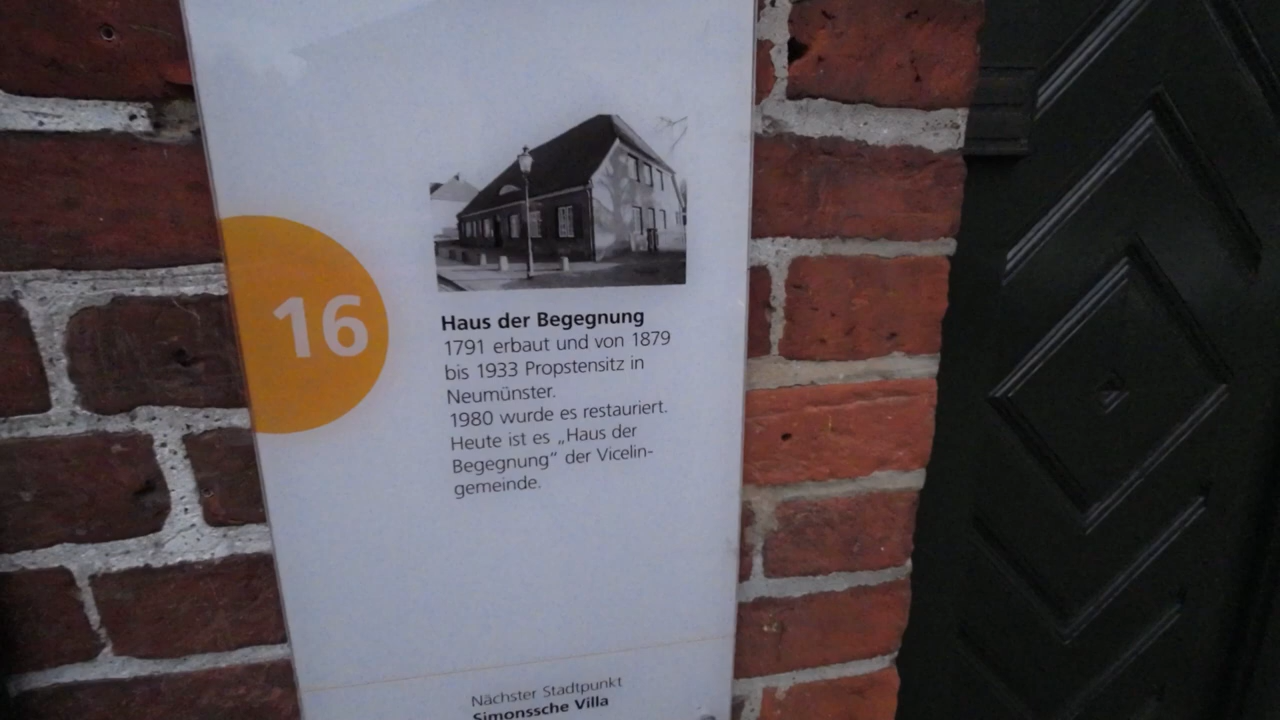 16
Haus der Begegnung
1791 erbaut und von 1879
bis 1933 Propstensitz in
Neumünster.
1980 wurde es restauriert.
Heute ist es „Haus der
Begegnung" der Vicelin-
gemeinde.
Nächster Stadtpunkt
Simonssche Villa